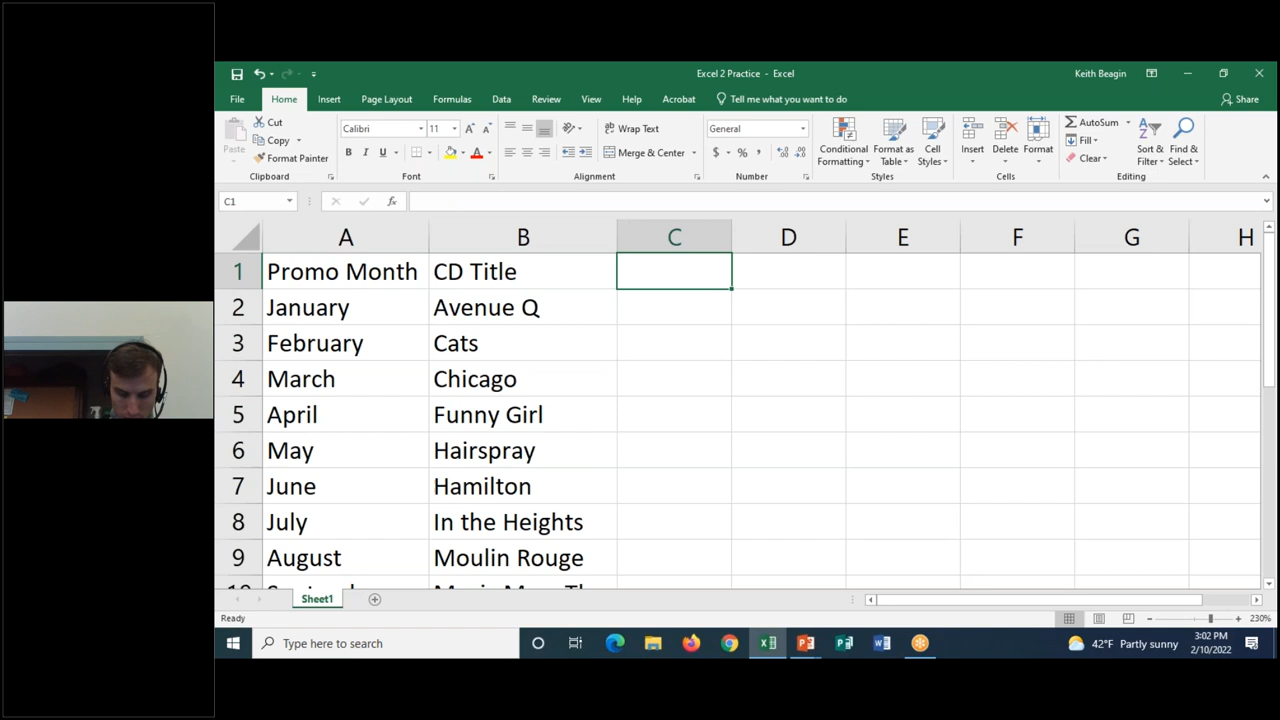 Excel 2 Practice - Excel
Keith Beagin
File Home Insert Page Layout Formulas Data Review View Help Acrobat Tell me what you want to do Share
Paste
Cut
Copy
Format Painter
Clipboard
Calibri 11
B I U
Font
Wrap Text
Merge & Center
Alignment
General
$ % ,
Number
Conditional Formatting
Format as Table
Cell Styles
Styles
Insert Delete Format
Cells
AutoSum
Fill
Clear
Sort & Filter
Find & Select
Editing
C1 fx
A B C D E F G H
1 Promo Month CD Title
2 January Avenue Q
3 February Cats
4 March Chicago
5 April Funny Girl
6 May Hairspray
7 June Hamilton
8 July In the Heights
9 August Moulin Rouge
Sheet1
Ready 230%
Type here to search
42°F Partly sunny
3:02 PM
2/10/2022